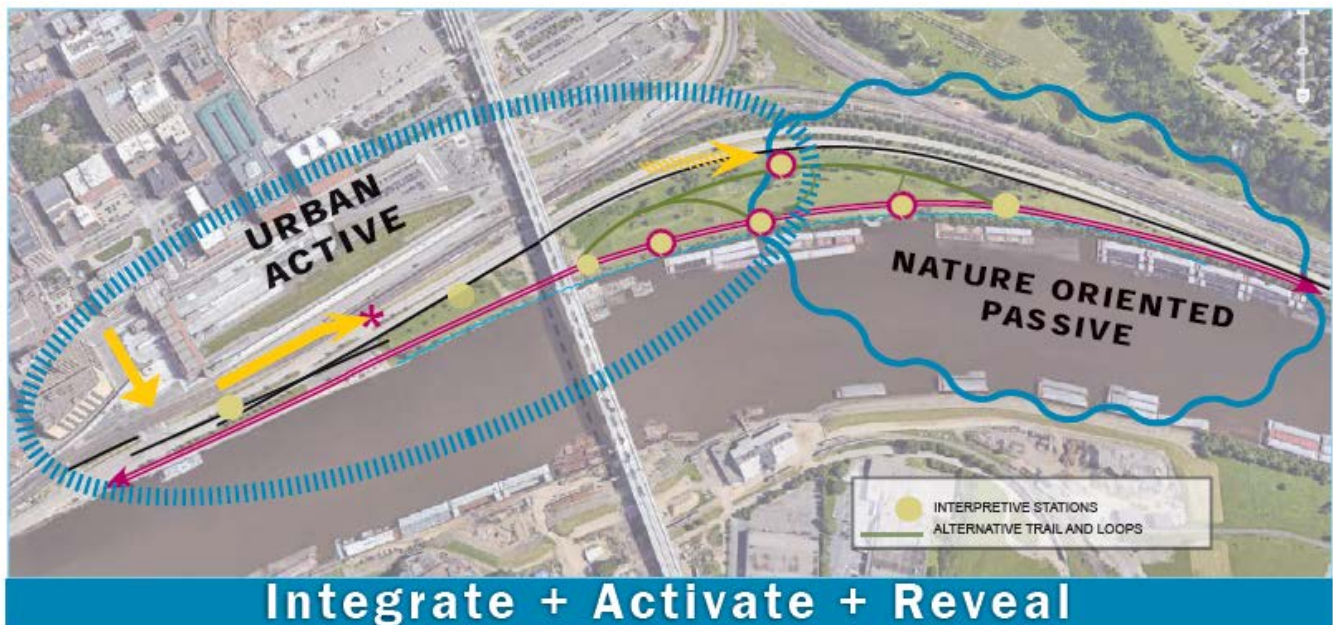 URBAN
ACTIVE
NATURE ORIENTED
PASSIVE
INTERPRETIVE STATIONS
ALTERNATIVE TRAIL AND LOOPS
Integrate + Activate + Reveal